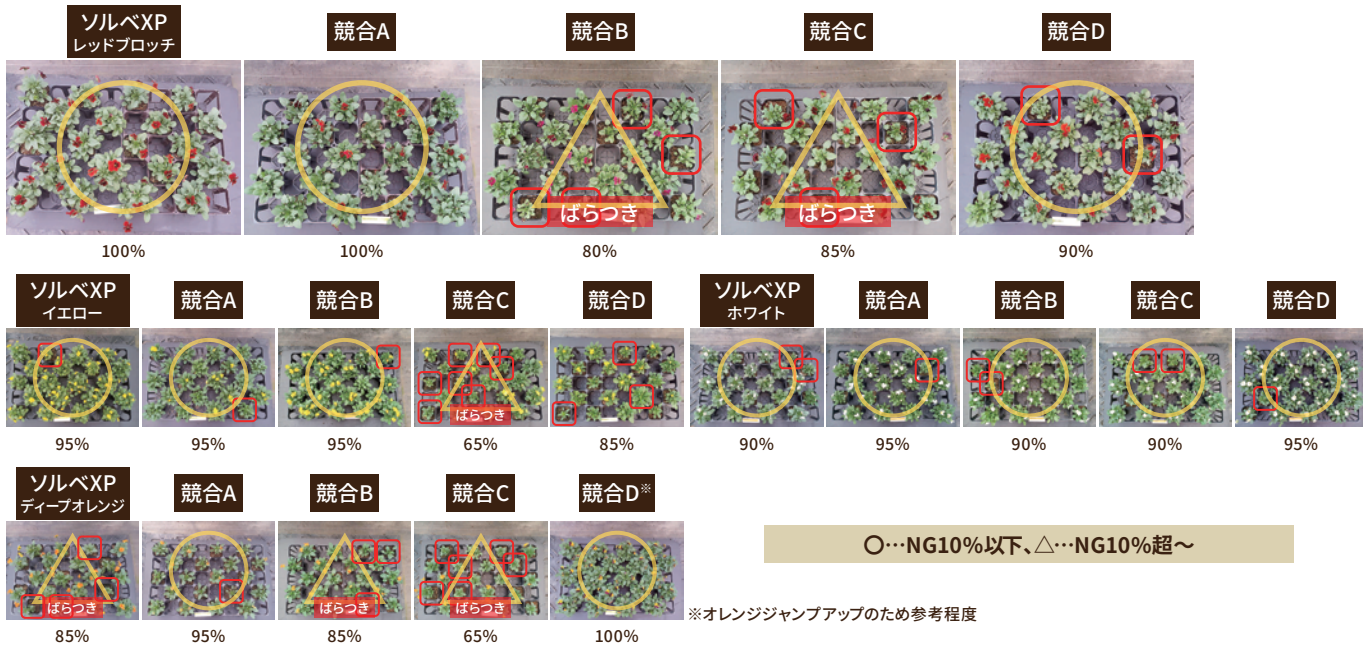 ソルベXP
レッドブロッチ
競合A
競合B
競合C
競合D
ばらつき
ばらつき
100%
100%
80%
85%
90%
ソルベXP
イエロー
競合A
競合B
競合C
競合D
ソルベXP
ホワイト
競合A
競合B
競合C
競合D
ばらつき
95%
95%
95%
65%
85%
90%
95%
90%
90%
95%
ソルベXP
ディープオレンジ
競合A
競合B
競合C
競合D※
ばらつき
ばらつき
ばらつき
〇…NG10%以下、△…NG10%超～
※オレンジジャンプアップのため参考程度
85%
95%
85%
65%
100%